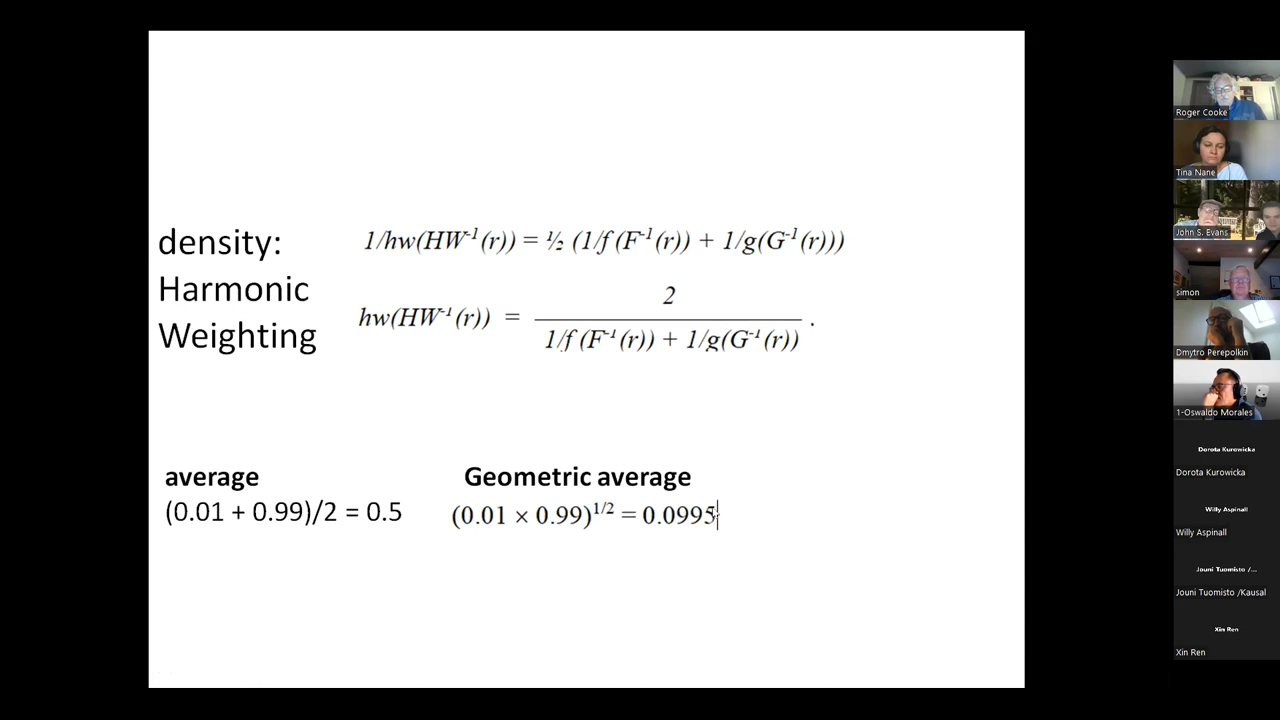 density:
Harmonic
Weighting
1/hw(HW⁻¹(r)) = ½ (1/f (F⁻¹(r)) + 1/g(G⁻¹(r)))
hw(HW⁻¹(r)) = 2 / 1/f (F⁻¹(r)) + 1/g(G⁻¹(r)) .
average
(0.01 + 0.99)/2 = 0.5
Geometric average
(0.01 × 0.99)¹/² = 0.0995
Roger Cooke
Tina Nane
John S. Evans
simon
Dmytro Perepolkin
1-Oswaldo Morales
Dorota Kurowicka
Dorota Kurowicka
Willy Aspinall
Willy Aspinall
Jouni Tuomisto /...
Jouni Tuomisto /Kausal
Xin Ren
Xin Ren